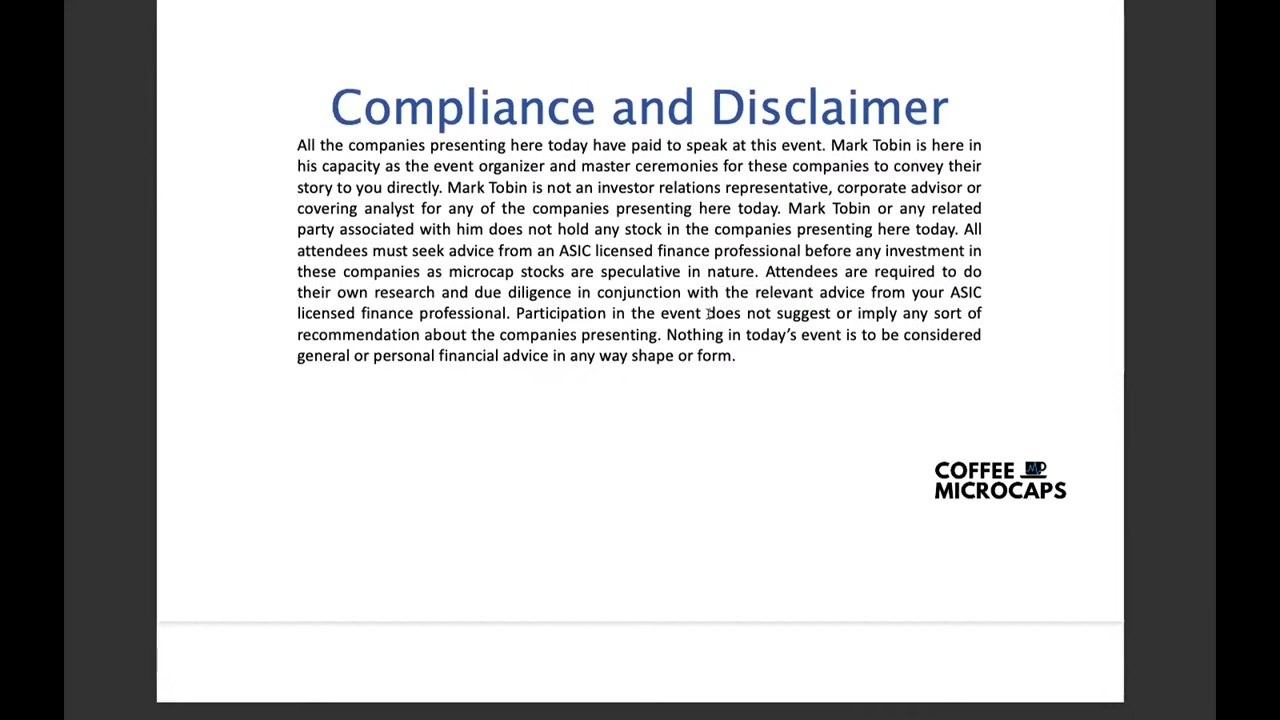 Compliance and Disclaimer
All the companies presenting here today have paid to speak at this event. Mark Tobin is here in
his capacity as the event organizer and master ceremonies for these companies to convey their
story to you directly. Mark Tobin is not an investor relations representative, corporate advisor or
covering analyst for any of the companies presenting here today. Mark Tobin or any related
party associated with him does not hold any stock in the companies presenting here today. All
attendees must seek advice from an ASIC licensed finance professional before any investment in
these companies as microcap stocks are speculative in nature. Attendees are required to do
their own research and due diligence in conjunction with the relevant advice from your ASIC
licensed finance professional. Participation in the event does not suggest or imply any sort of
recommendation about the companies presenting. Nothing in today’s event is to be considered
general or personal financial advice in any way shape or form.
COFFEE
MICROCAPS